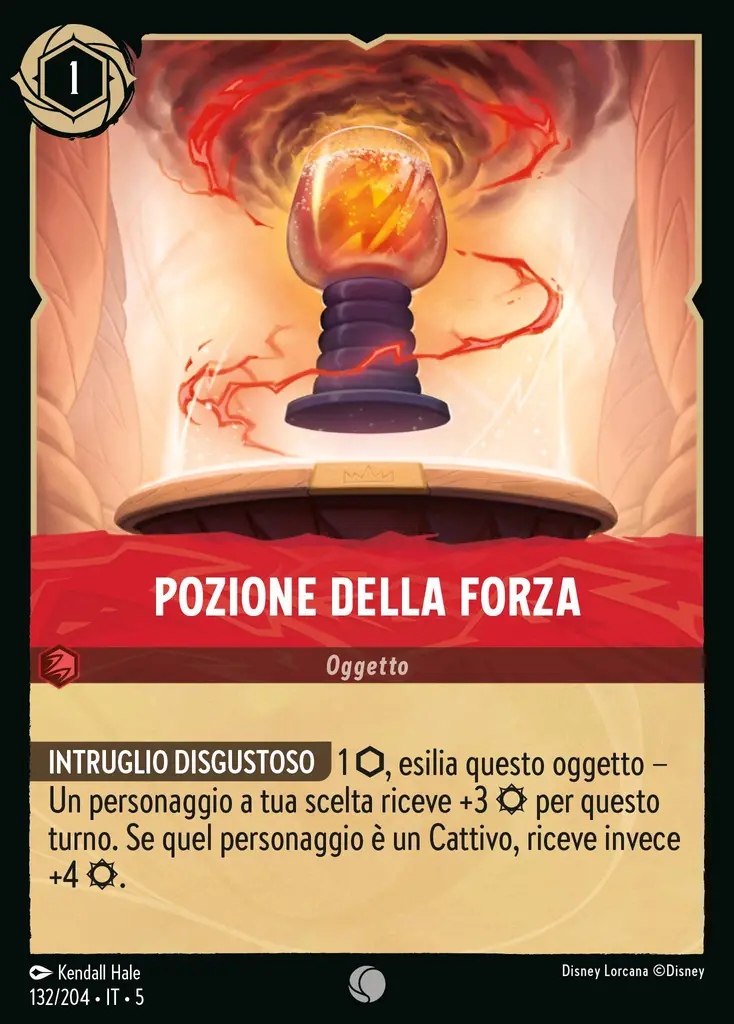 1
POZIONE DELLA FORZA
Oggetto
INTRUGLIO DISGUSTOSO 1 ⬡, esilia questo oggetto –
Un personaggio a tua scelta riceve +3 ¤ per questo
turno. Se quel personaggio è un Cattivo, riceve invece
+4 ¤.
Kendall Hale
Disney Lorcana ©Disney
132/204 • IT • 5